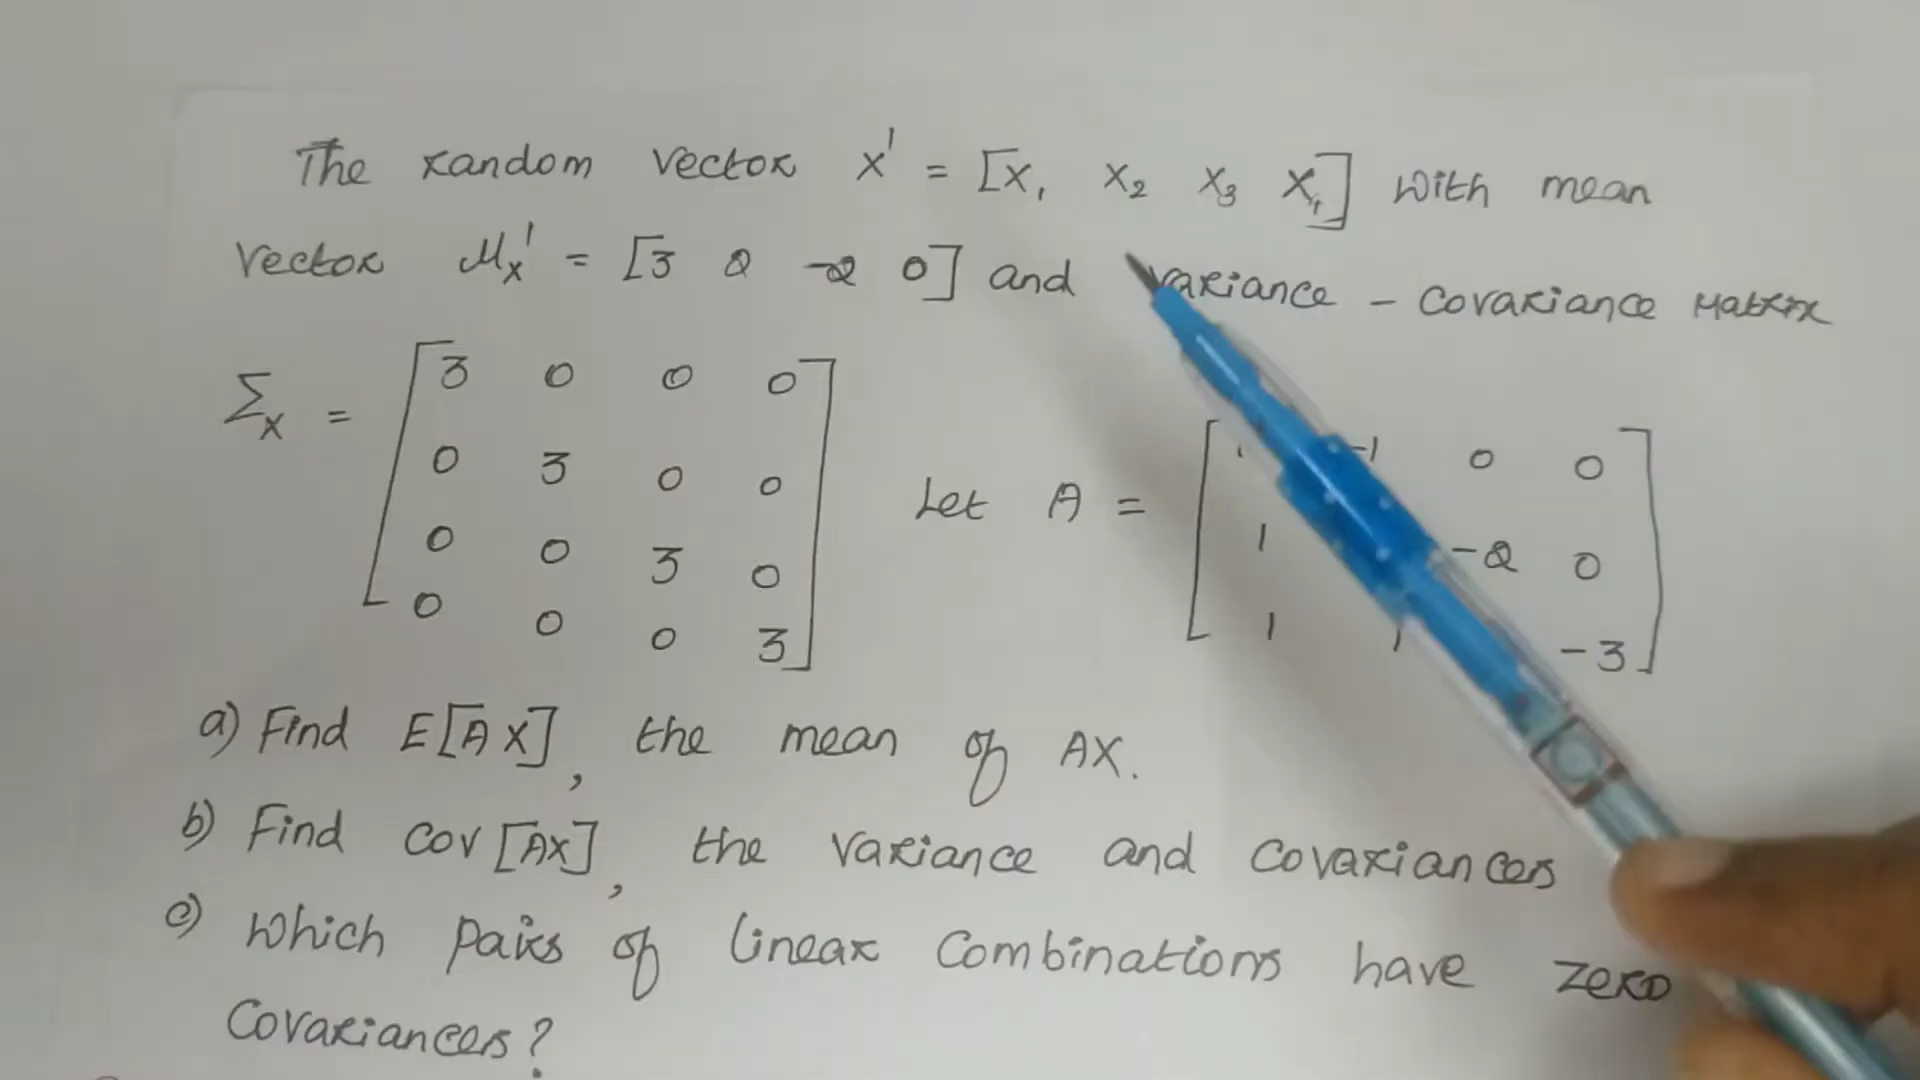 The random vector X' = [X₁ X₂ X₃ X₄] with mean
vector μₓ' = [3 2 -2 0] and variance - covariance Matrix
Σₓ = [3 0 0 0
0 3 0 0
0 0 3 0
0 0 0 3]
Let A = [1 -1 0 0
1 -2 0
1 1 -3]
a) Find E[AX], the mean of AX.
b) Find Cov[AX], the variance and covariances
c) which pairs of linear combinations have zero
covariances?